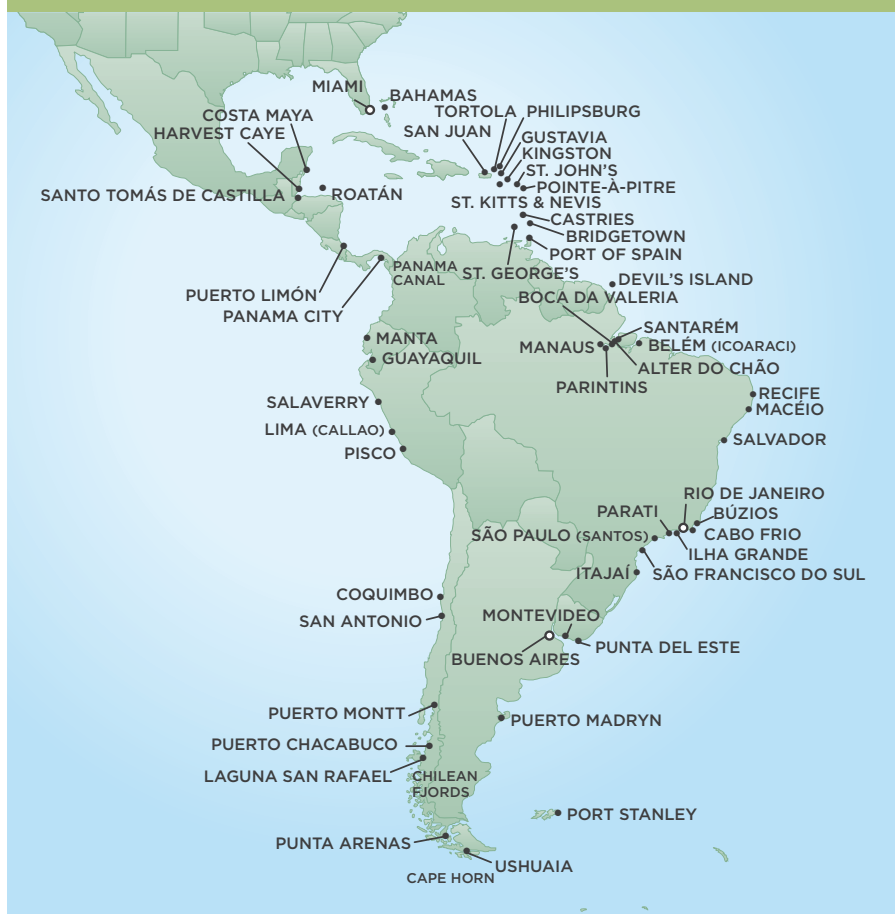 MIAMI
BAHAMAS
TORTOLA
PHILIPSBURG
COSTA MAYA
SAN JUAN
GUSTAVIA
HARVEST CAYE
KINGSTON
ST. JOHN'S
SANTO TOMÁS DE CASTILLA
ROATÁN
POINTE-À-PITRE
ST. KITTS & NEVIS
CASTRIES
BRIDGETOWN
PORT OF SPAIN
PANAMA
CANAL
ST. GEORGE'S
DEVIL'S ISLAND
PUERTO LIMÓN
BOCA DA VALERIA
PANAMA CITY
SANTARÉM
MANTA
MANAUS
BELÉM (ICOARACI)
GUAYAQUIL
ALTER DO CHÃO
PARINTINS
SALAVERRY
RECIFE
MACÉIO
LIMA (CALLAO)
SALVADOR
PISCO
RIO DE JANEIRO
PARATI
BÚZIOS
SÃO PAULO (SANTOS)
CABO FRIO
ILHA GRANDE
ITAJAÍ
SÃO FRANCISCO DO SUL
COQUIMBO
SAN ANTONIO
MONTEVIDEO
PUNTA DEL ESTE
BUENOS AIRES
PUERTO MONTT
PUERTO MADRYN
PUERTO CHACABUCO
LAGUNA SAN RAFAEL
CHILEAN
FJORDS
PORT STANLEY
PUNTA ARENAS
USHUAIA
CAPE HORN